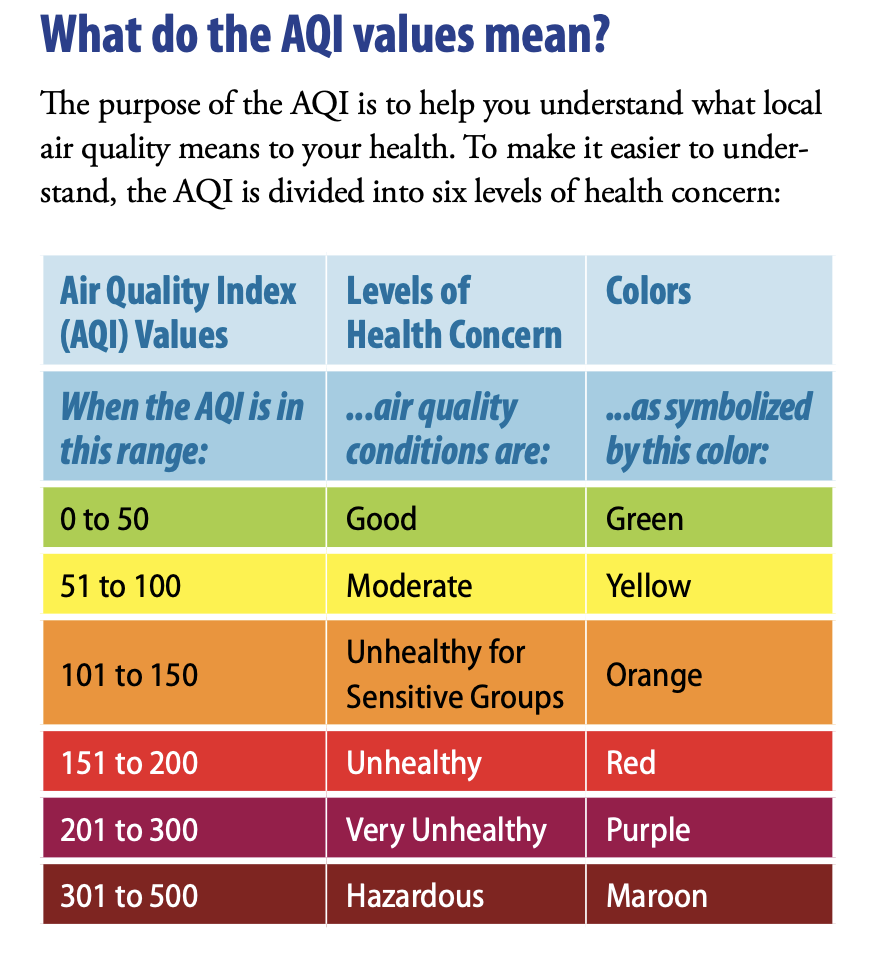 What do the AQI values mean?
The purpose of the AQI is to help you understand what local
air quality means to your health. To make it easier to under-
stand, the AQI is divided into six levels of health concern:
Air Quality Index
(AQI) Values
Levels of
Health Concern
Colors
When the AQI is in
this range:
...air quality
conditions are:
...as symbolized
by this color:
0 to 50
Good
Green
51 to 100
Moderate
Yellow
101 to 150
Unhealthy for
Sensitive Groups
Orange
151 to 200
Unhealthy
Red
201 to 300
Very Unhealthy
Purple
301 to 500
Hazardous
Maroon